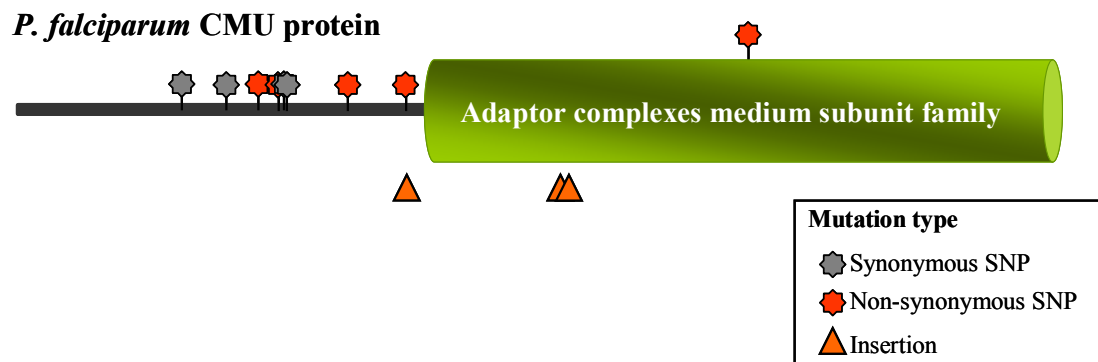 P. falciparum CMU protein
Adaptor complexes medium subunit family
Mutation type
Synonymous SNP
Non-synonymous SNP
Insertion